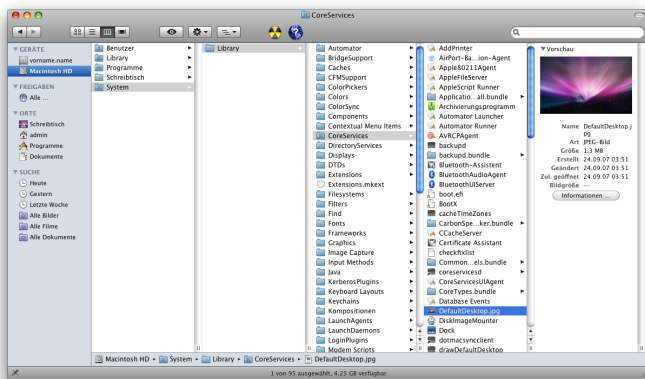 CoreServices
GERÄTE
vorname.name
Macintosh HD
FREIGABEN
Alle ...
ORTE
Schreibtisch
admin
Programme
Dokumente
SUCHE
Heute
Gestern
Letzte Woche
Alle Bilder
Alle Filme
Alle Dokumente
Benutzer
Library
Programme
Schreibtisch
System
Library
Automator
BridgeSupport
Caches
CFMSupport
ColorPickers
Colors
ColorSync
Components
Contextual Menu Items
CoreServices
DirectoryServices
Displays
DTDs
Extensions
Extensions.mkext
Filesystems
Filters
Find
Fonts
Frameworks
Graphics
Image Capture
Input Methods
Java
KerberosPlugins
Keyboard Layouts
Keychains
Kompositionen
LaunchAgents
LaunchDaemons
LoginPlugins
Modem Scripts
AddPrinter
AirPort-Ba...ion-Agent
Apple80211Agent
AppleFileServer
AppleScript Runner
Applicatio...all.bundle
Archivierungsprogramm
Automator Launcher
Automator Runner
AVRCPAgent
backupd
backupd.bundle
Bluetooth-Assistent
BluetoothAudioAgent
BluetoothUIServer
boot.efi
BootX
cacheTimeZones
CarbonSpe...ker.bundle
CCacheServer
Certificate Assistant
checkfixlist
Common...els.bundle
coreservicesd
CoreServicesUIAgent
CoreTypes.bundle
Database Events
DefaultDesktop.jpg
DiskImageMounter
Dock
dotmacsyncclient
drawDefaultDesktop
Vorschau:
Name DefaultDesktop.j
pg
Art JPEG-Bild
Größe 1.3 MB
Erstellt 24.09.07 03:51
Geändert 24.09.07 03:51
Zul. geöffnet 24.09.07 03:51
Bildgröße --
Informationen ...
Macintosh HD ▸ System ▸ Library ▸ CoreServices ▸ DefaultDesktop.jpg
1 von 95 ausgewählt, 4.25 GB verfügbar